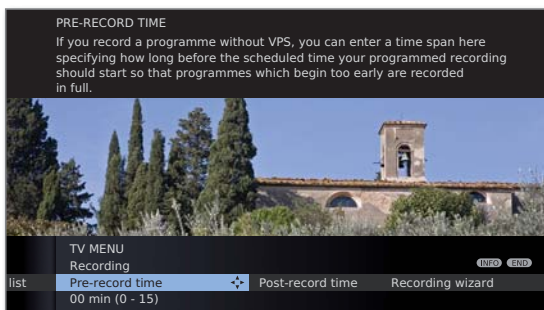 PRE-RECORD TIME
If you record a programme without VPS, you can enter a time span here
specifying how long before the scheduled time your programmed recording
should start so that programmes which begin too early are recorded
in full.
TV MENU
Recording
INFO END
list Pre-record time Post-record time Recording wizard
00 min (0 - 15)